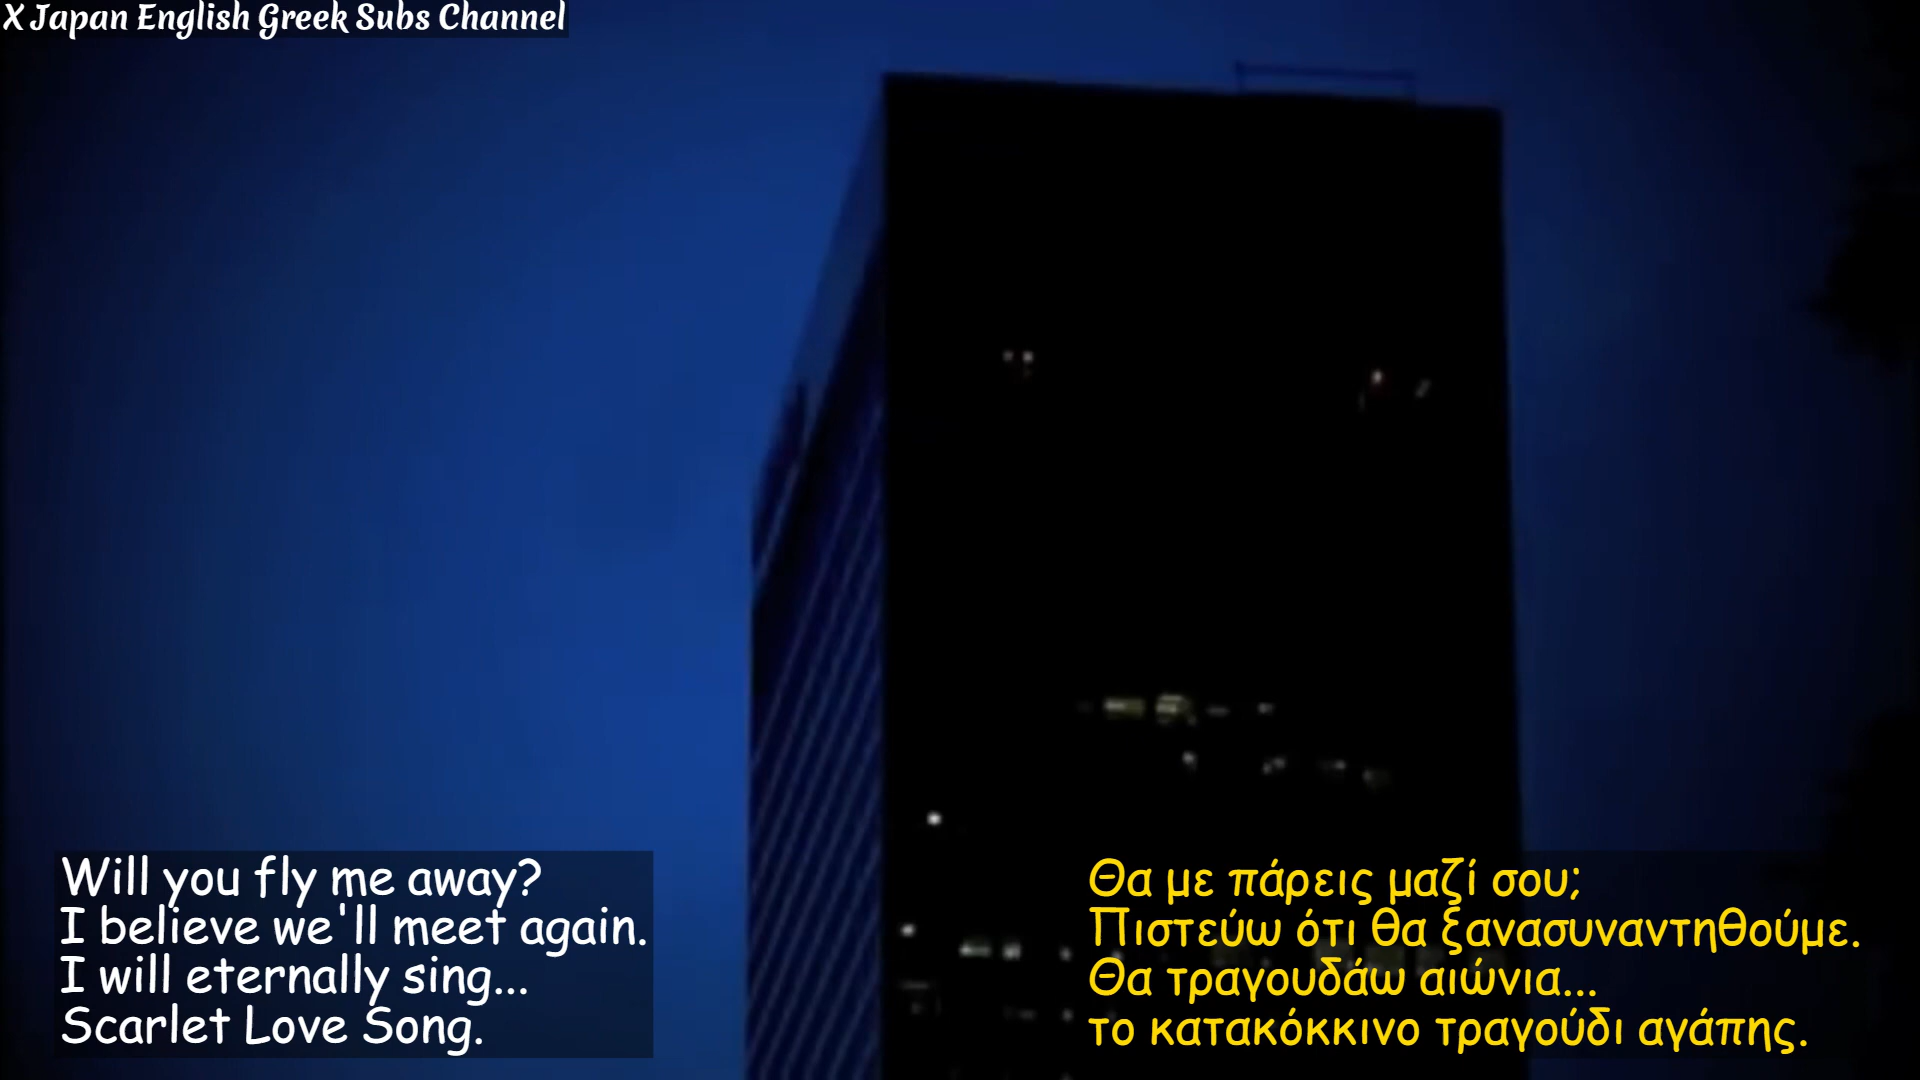 X Japan English Greek Subs Channel
Will you fly me away?
I believe we'll meet again.
I will eternally sing...
Scarlet Love Song.
Θα με πάρεις μαζί σου;
Πιστεύω ότι θα ξανασυναντηθούμε.
Θα τραγουδάω αιώνια...
το κατακόκκινο τραγούδι αγάπης.